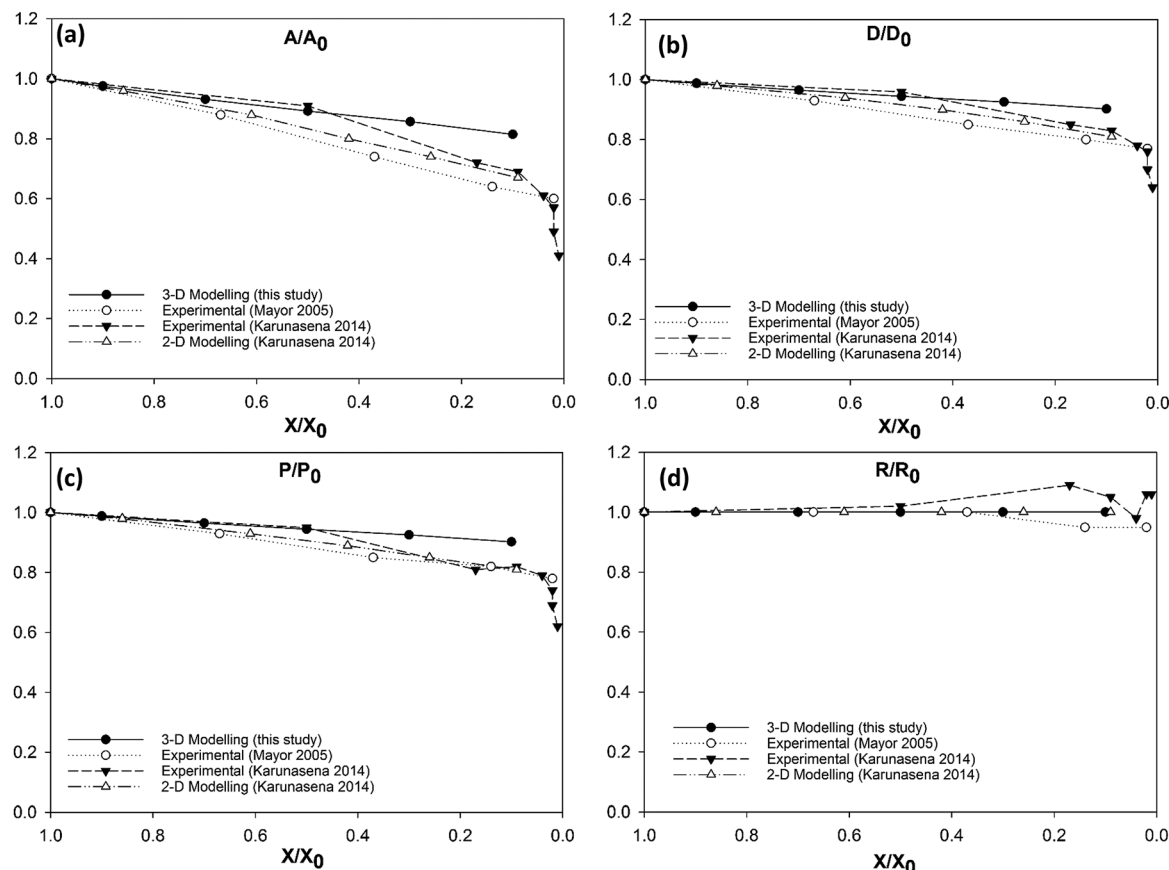 (a)
A/A0
1.2
1.0
0.8
0.6
0.4
0.2
0.0
3-D Modelling (this study)
Experimental (Mayor 2005)
Experimental (Karunasena 2014)
2-D Modelling (Karunasena 2014)
1.0 0.8 0.6 0.4 0.2 0.0
X/X0
(b)
D/D0
1.2
1.0
0.8
0.6
0.4
0.2
0.0
3-D Modelling (this study)
Experimental (Mayor 2005)
Experimental (Karunasena 2014)
2-D Modelling (Karunasena 2014)
1.0 0.8 0.6 0.4 0.2 0.0
X/X0
(c)
P/P0
1.2
1.0
0.8
0.6
0.4
0.2
0.0
3-D Modelling (this study)
Experimental (Mayor 2005)
Experimental (Karunasena 2014)
2-D Modelling (Karunasena 2014)
1.0 0.8 0.6 0.4 0.2 0.0
X/X0
(d)
R/R0
1.2
1.0
0.8
0.6
0.4
0.2
0.0
3-D Modelling (this study)
Experimental (Mayor 2005)
Experimental (Karunasena 2014)
2-D Modelling (Karunasena 2014)
1.0 0.8 0.6 0.4 0.2 0.0
X/X0